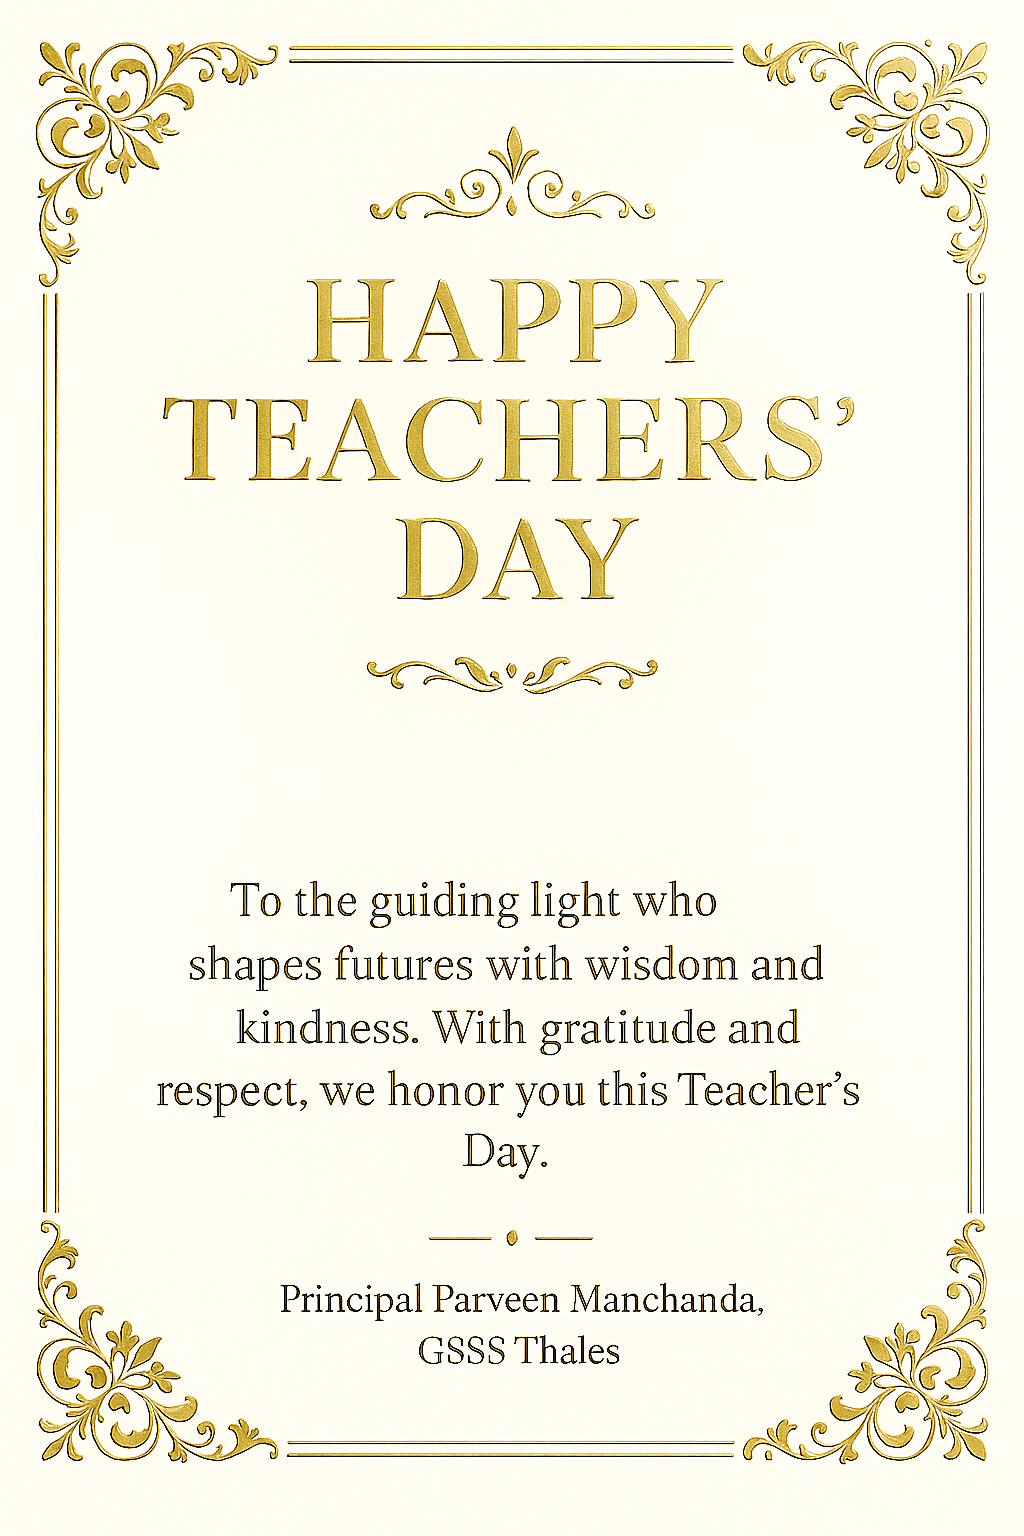 HAPPY
TEACHERS’
DAY
To the guiding light who
shapes futures with wisdom and
kindness. With gratitude and
respect, we honor you this Teacher’s
Day.
Principal Parveen Manchanda,
GSSS Thales